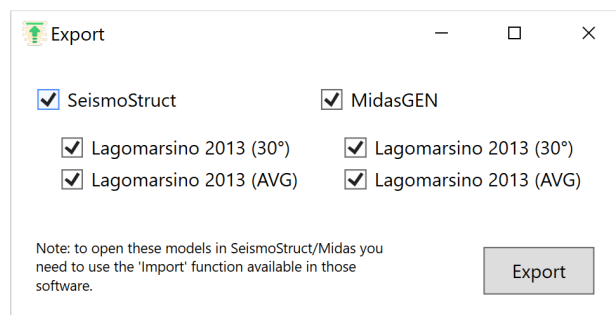 Export
SeismoStruct
MidasGEN
Lagomarsino 2013 (30°)
Lagomarsino 2013 (30°)
Lagomarsino 2013 (AVG)
Lagomarsino 2013 (AVG)
Note: to open these models in SeismoStruct/Midas you
need to use the 'Import' function available in those
software.
Export